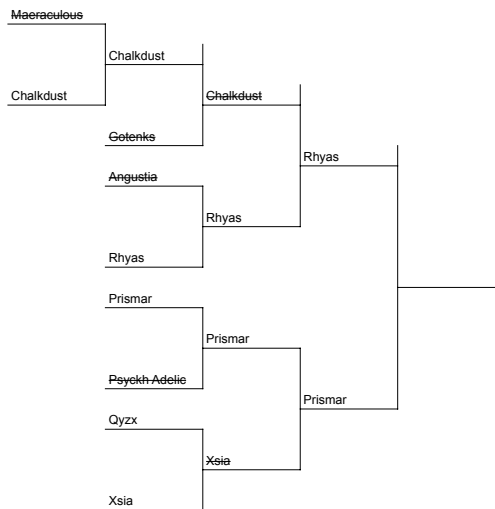 Maeraculous
Chalkdust
Chalkdust
Chalkdust
Gotenks
Rhyas
Angustia
Rhyas
Rhyas
Prismar
Prismar
Psyckh Adelic
Prismar
Qyzx
Xsia
Xsia